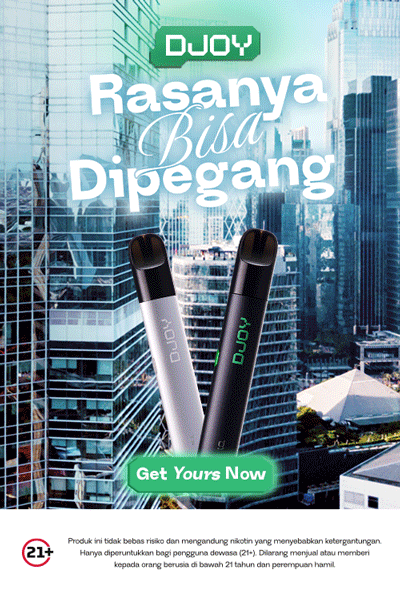 DJOY
Rasanya
Bisa
Dipegang
DJOY
DJOY
Get Yours Now
21+
Produk ini tidak bebas risiko dan mengandung nikotin yang menyebabkan ketergantungan.
Hanya diperuntukkan bagi pengguna dewasa (21+). Dilarang menjual atau memberi
kepada orang berusia di bawah 21 tahun dan perempuan hamil.